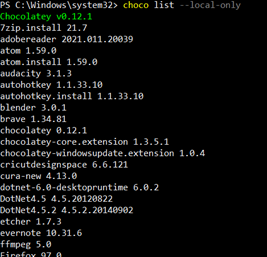 PS C:\Windows\system32> choco list --local-only
Chocolatey v0.12.1
7zip.install 21.7
adobereader 2021.011.20039
atom 1.59.0
atom.install 1.59.0
audacity 3.1.3
autohotkey 1.1.33.10
autohotkey.install 1.1.33.10
blender 3.0.1
brave 1.34.81
chocolatey 0.12.1
chocolatey-core.extension 1.3.5.1
chocolatey-windowsupdate.extension 1.0.4
cricutdesignspace 6.6.121
cura-new 4.13.0
dotnet-6.0-desktopruntime 6.0.2
DotNet4.5 4.5.20120822
DotNet4.5.2 4.5.2.20140902
etcher 1.7.3
evernote 10.31.6
ffmpeg 5.0
Firefox 97.0